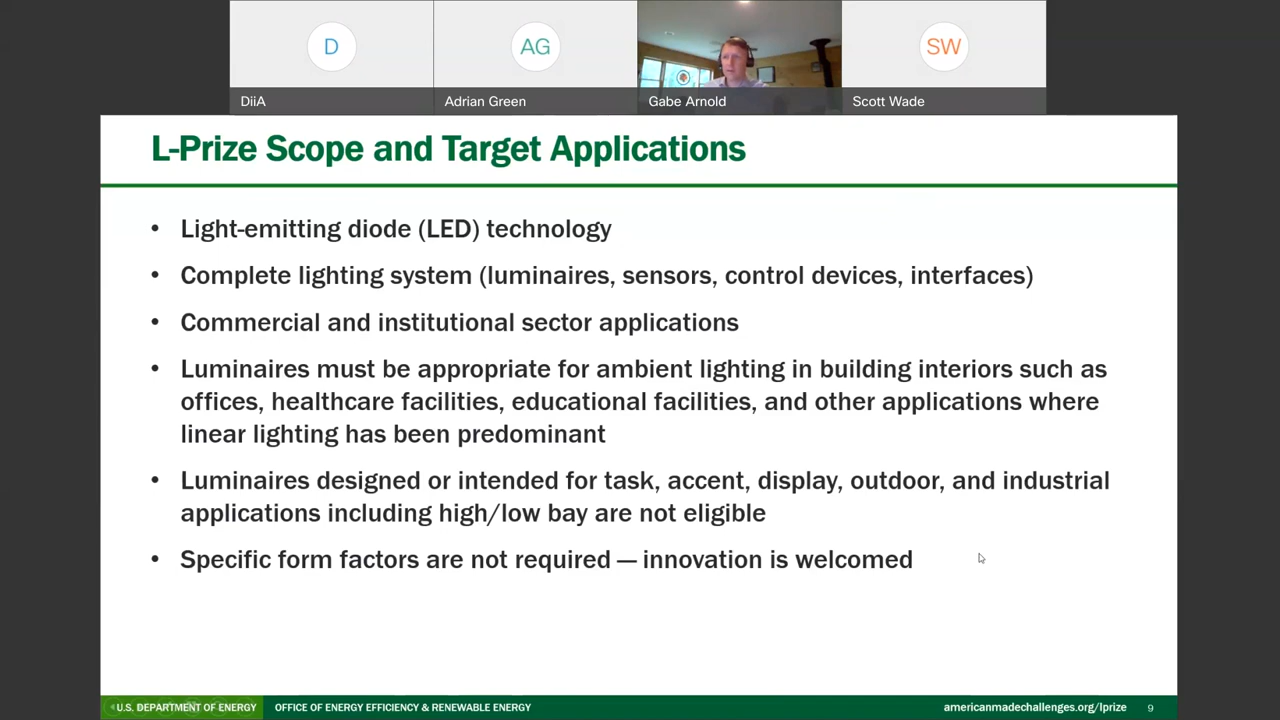 D
AG
SW
DiiA
Adrian Green
Gabe Arnold
Scott Wade
L-Prize Scope and Target Applications
• Light-emitting diode (LED) technology
• Complete lighting system (luminaires, sensors, control devices, interfaces)
• Commercial and institutional sector applications
• Luminaires must be appropriate for ambient lighting in building interiors such as
offices, healthcare facilities, educational facilities, and other applications where
linear lighting has been predominant
• Luminaires designed or intended for task, accent, display, outdoor, and industrial
applications including high/low bay are not eligible
• Specific form factors are not required — innovation is welcomed
U.S. DEPARTMENT OF ENERGY
OFFICE OF ENERGY EFFICIENCY & RENEWABLE ENERGY
americanmadechallenges.org/lprize
9